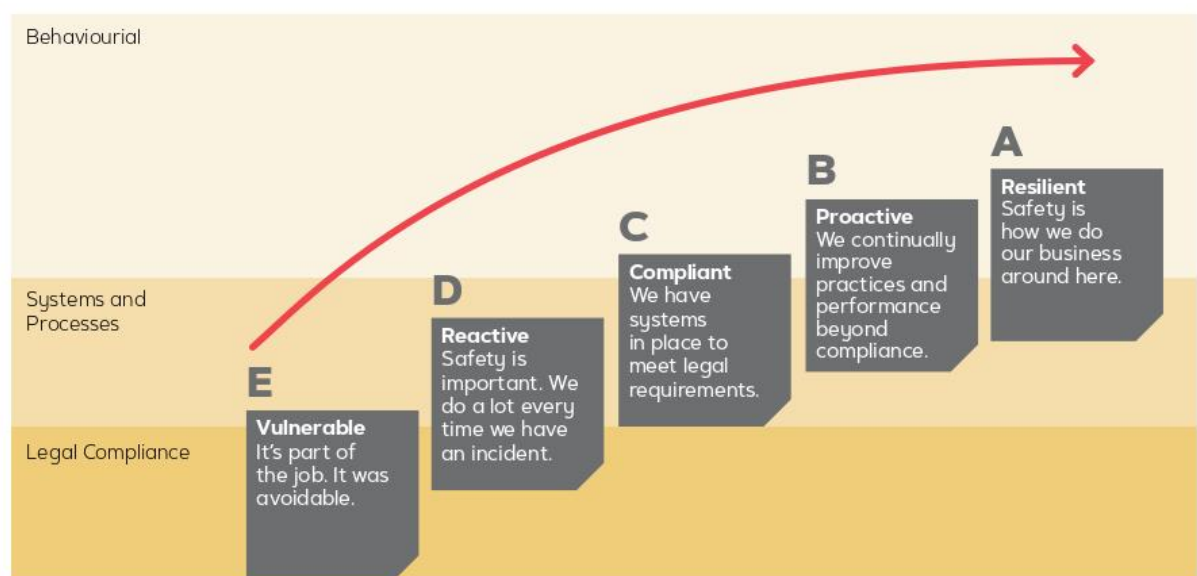 Behaviourial
Systems and
Processes
Legal Compliance
E
Vulnerable
It's part of
the job. It was
avoidable.
D
Reactive
Safety is
important. We
do a lot every
time we have
an incident.
C
Compliant
We have
systems
in place to
meet legal
requirements.
B
Proactive
We continually
improve
practices and
performance
beyond
compliance.
A
Resilient
Safety is
how we do
our business
around here.